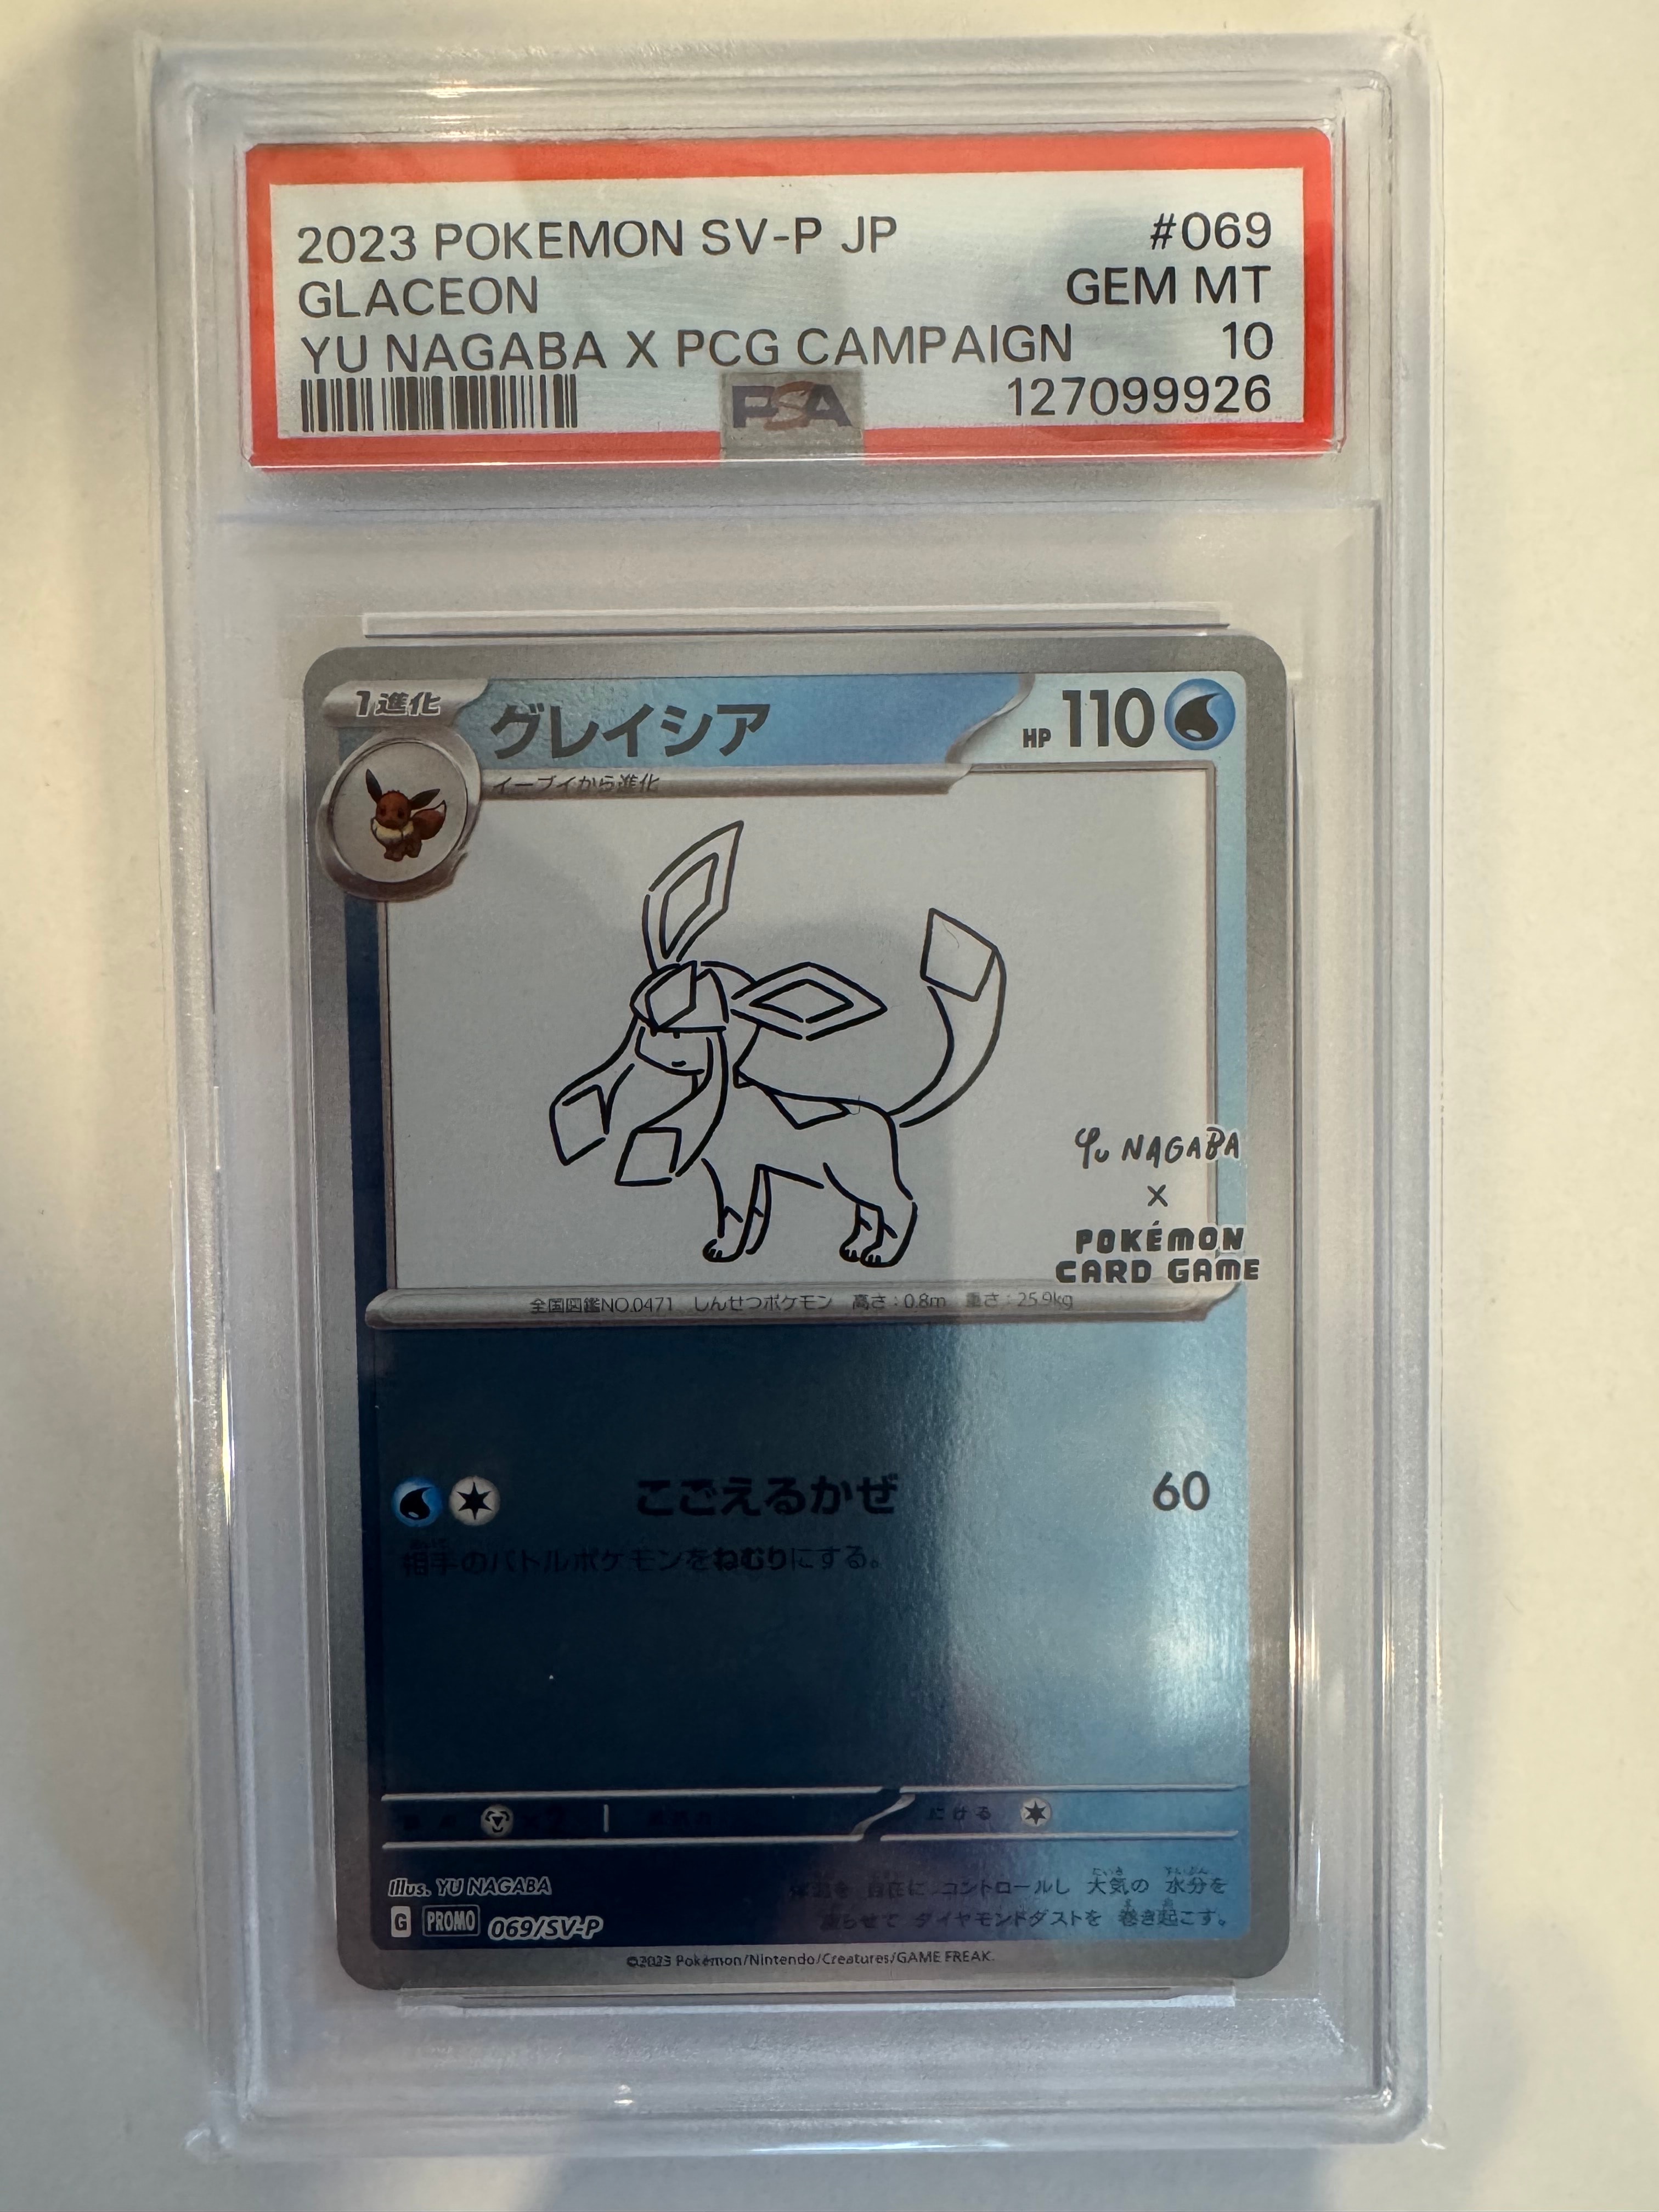 2023 POKEMON SV-P JP #069
GLACEON GEM MT
YU NAGABA X PCG CAMPAIGN 10
PSA 127099926
1進化 グレイシア HP 110
イーブイから進化
YU NAGABA
X
POKÉMON
CARD GAME
全国図鑑NO.0471 しんせつポケモン 高さ:0.8m 重さ:25.9kg
こごえるかぜ 60
相手のバトルポケモンをねむりにする。
×2 にげる
Illus. YU NAGABA
体温を 自在に コントロールし 大気の 水分を
凍らせて ダイヤモンドダストを 巻き起こす。
G PROMO 069/SV-P
©2023 Pokémon/Nintendo/Creatures/GAME FREAK.